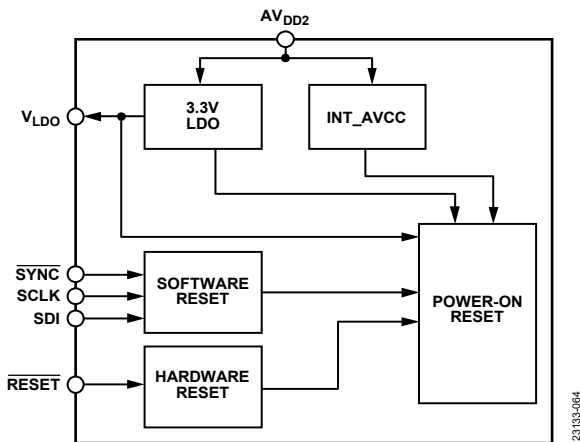 AVDD2
3.3V
LDO
INT_AVCC
VLDO
SYNC
SCLK
SDI
SOFTWARE
RESET
POWER-ON
RESET
RESET
HARDWARE
RESET
23133-064